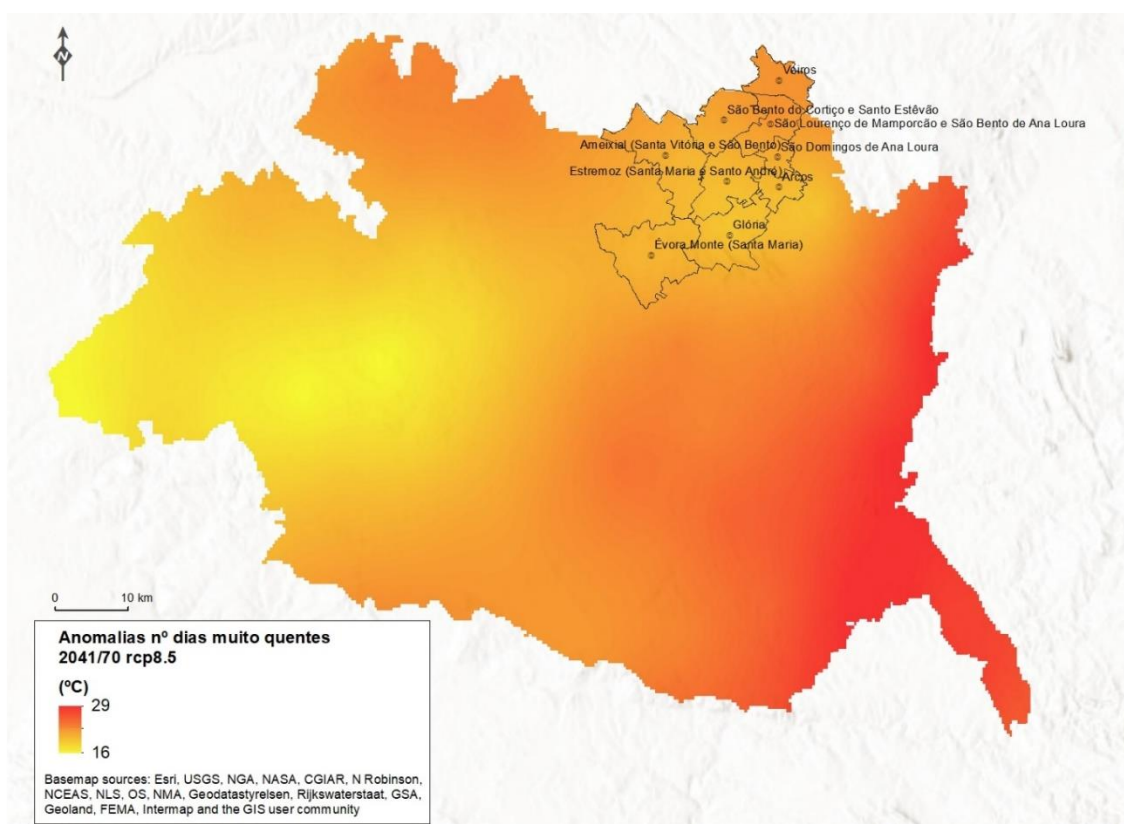 N
Veiros
São Bento do Cortiço e Santo Estêvão
São Lourenço de Mamporcão e São Bento de Ana Loura
Ameixial (Santa Vitória e São Bento)
São Domingos de Ana Loura
Estremoz (Santa Maria e Santo André)
Arcos
Glória
Évora Monte (Santa Maria)
0 10 km
Anomalias nº dias muito quentes
2041/70 rcp8.5
(ºC)
29
16
Basemap sources: Esri, USGS, NGA, NASA, CGIAR, N Robinson,
NCEAS, NLS, OS, NMA, Geodatastyrelsen, Rijkswaterstaat, GSA,
Geoland, FEMA, Intermap and the GIS user community